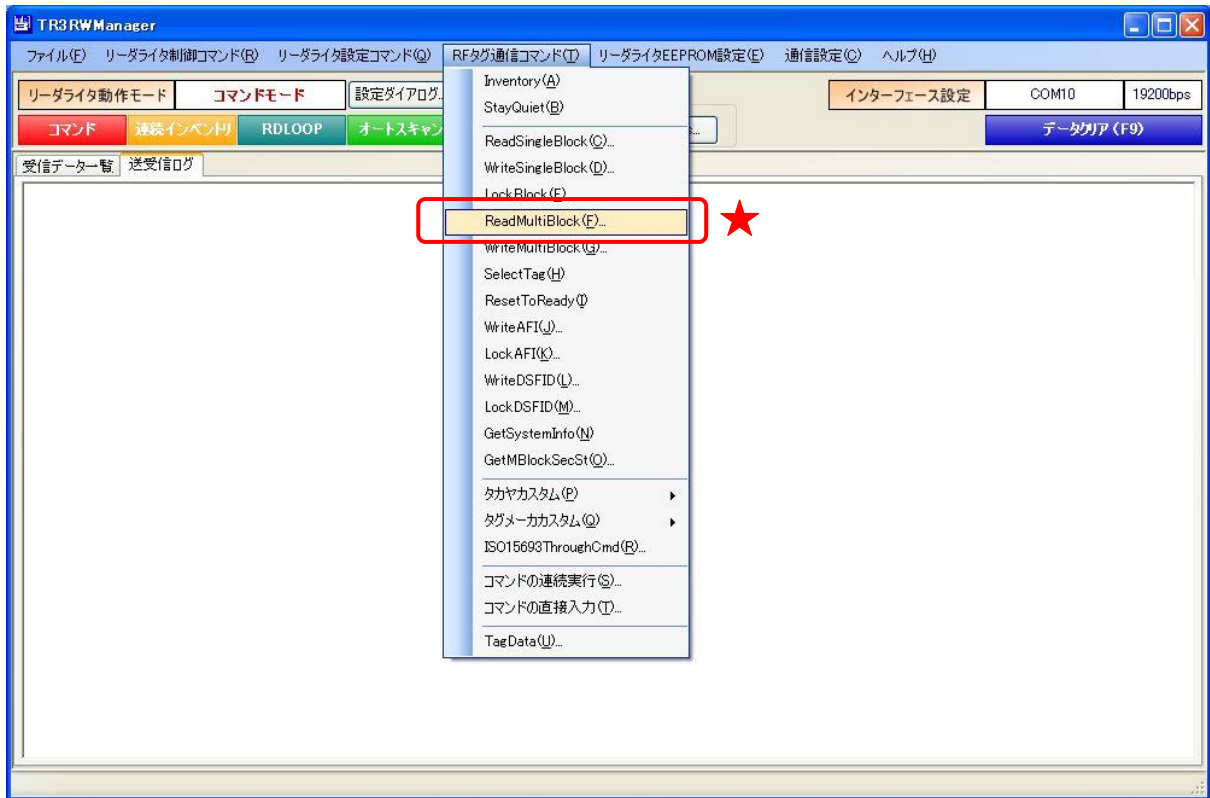 TR3RWManager
ファイル(F) リーダライタ制御コマンド(R) リーダライタ設定コマンド(Q) RFタグ通信コマンド(T) リーダライタEEPROM設定(E) 通信設定(C) ヘルプ(H)
リーダライタ動作モード コマンドモード 設定ダイアログ... インターフェース設定 COM10 19200bps
コマンド 連続インベントリ RDLOOP オートスキャン データクリア(F9)
受信データ一覧 送受信ログ
Inventory(A)
StayQuiet(B)
ReadSingleBlock(C)...
WriteSingleBlock(D)...
LockBlock(E)...
ReadMultiBlock(F)...
WriteMultiBlock(G)...
SelectTag(H)
ResetToReady(I)
WriteAFI(J)...
LockAFI(K)...
WriteDSFID(L)...
LockDSFID(M)...
GetSystemInfo(N)
GetMBlockSecSt(O)...
タカヤカスタム(P)
タグメーカカスタム(Q)
ISO15693ThroughCmd(R)...
コマンドの連続実行(S)...
コマンドの直接入力(T)...
TagData(U)...